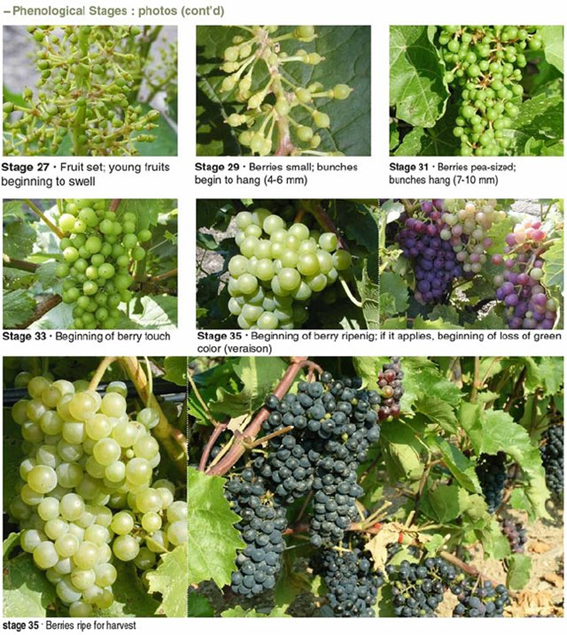 – Phenological Stages : photos (cont'd)
Stage 27 · Fruit set; young fruits
beginning to swell
Stage 29 · Berries small; bunches
begin to hang (4-6 mm)
Stage 31 · Berries pea-sized;
bunches hang (7-10 mm)
Stage 33 · Beginning of berry touch
Stage 35 · Beginning of berry ripenig; if it applies, beginning of loss of green
color (veraison)
stage 35 · Berries ripe for harvest